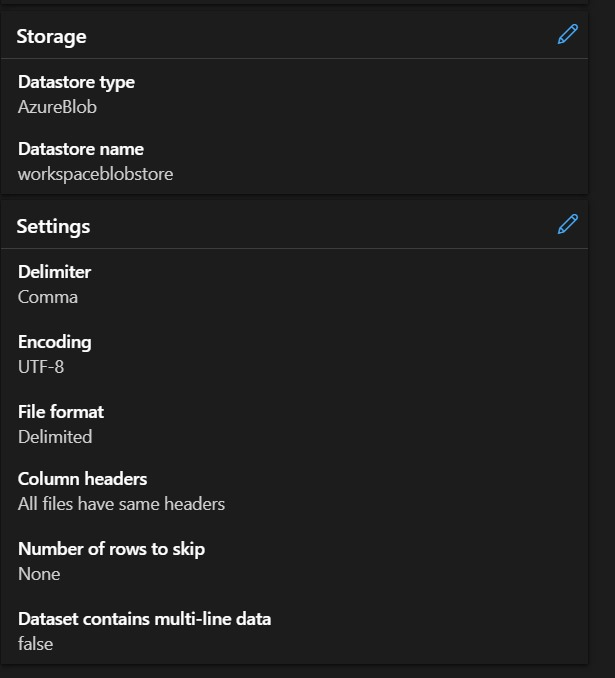 Storage
Datastore type
AzureBlob
Datastore name
workspaceblobstore
Settings
Delimiter
Comma
Encoding
UTF-8
File format
Delimited
Column headers
All files have same headers
Number of rows to skip
None
Dataset contains multi-line data
false